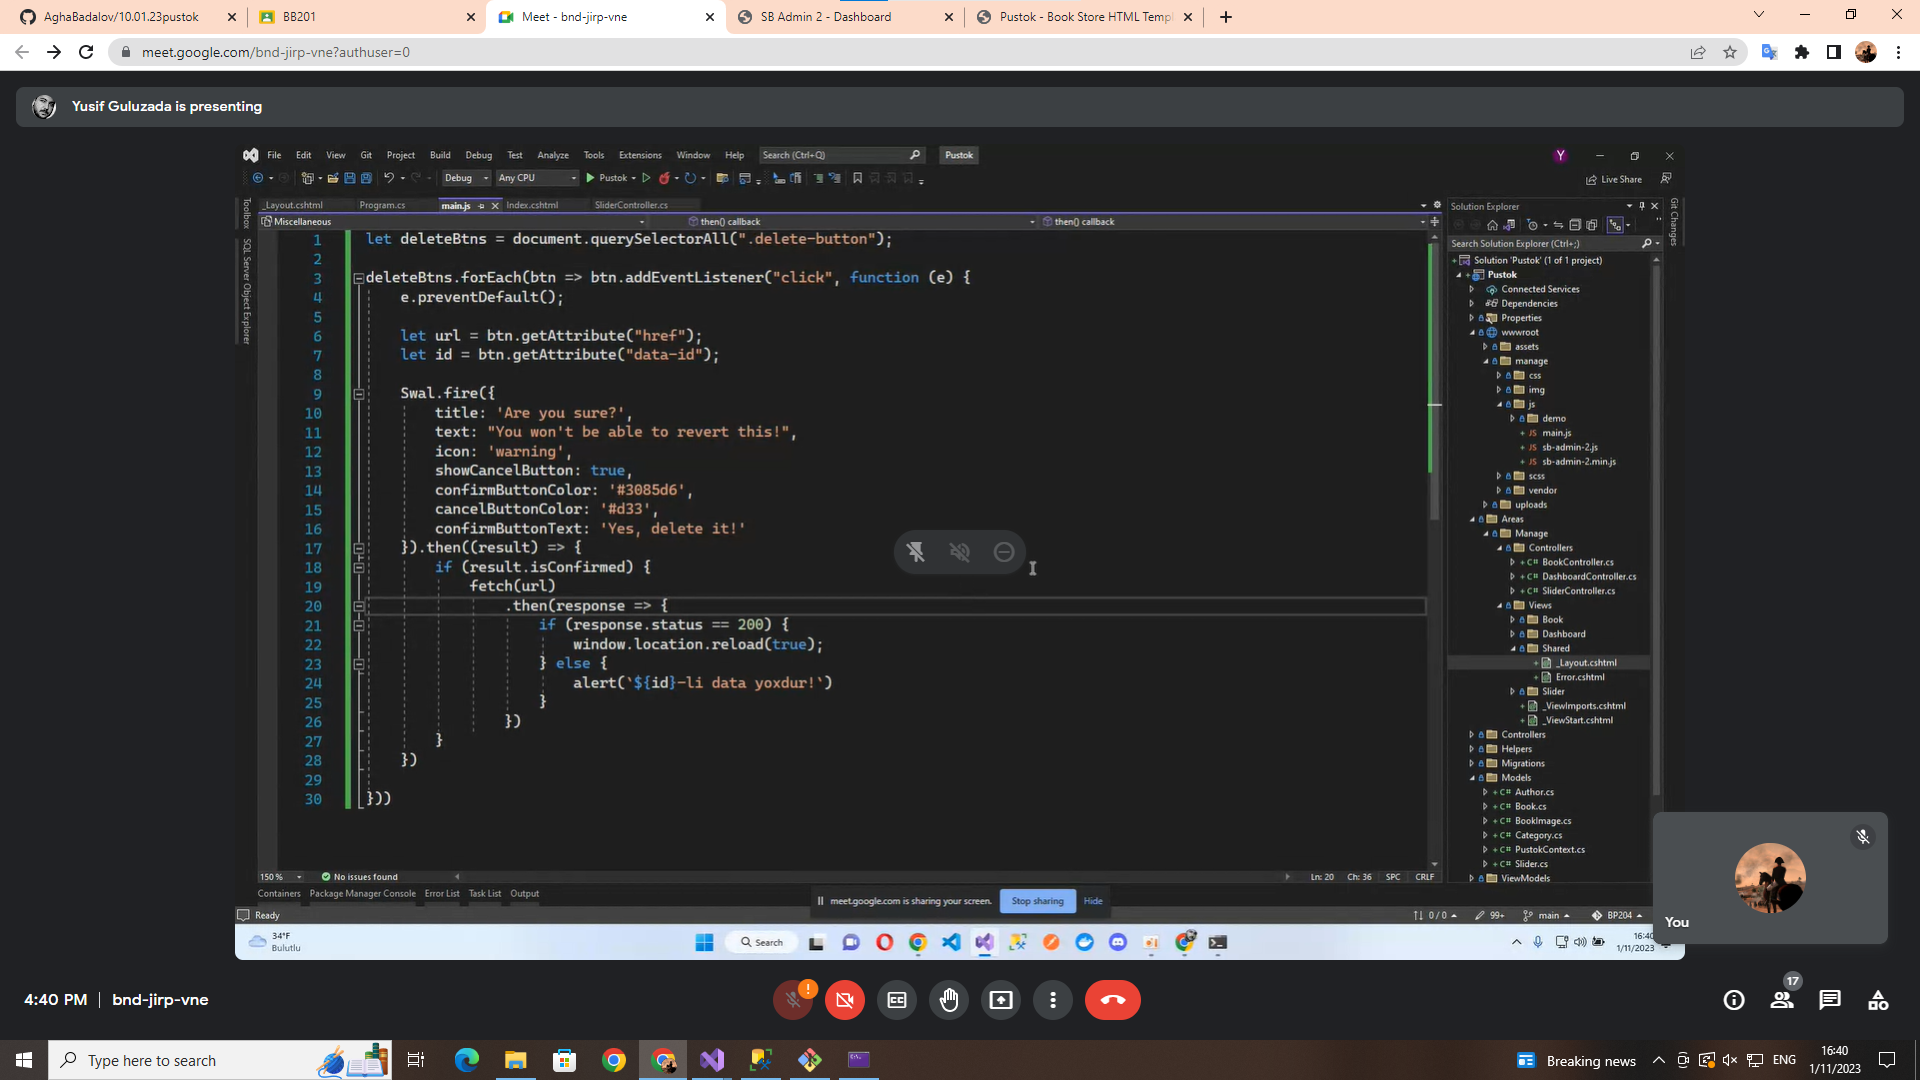 AghaBadalov/10.01.23pustok
BB201
Meet - bnd-jirp-vne
SB Admin 2 - Dashboard
Pustok - Book Store HTML Temp
meet.google.com/bnd-jirp-vne?authuser=0
Yusif Guluzada is presenting
File Edit View Git Project Build Debug Test Analyze Tools Extensions Window Help Search (Ctrl+Q) Pustok
Y
Debug Any CPU Pustok
Live Share
_Layout.cshtml Program.cs main.js Index.cshtml SliderController.cs
Miscellaneous then() callback then() callback
Toolbox
SQL Server Object Explorer
1 let deleteBtns = document.querySelectorAll(".delete-button");
2
3 deleteBtns.forEach(btn => btn.addEventListener("click", function (e) {
4 e.preventDefault();
5
6 let url = btn.getAttribute("href");
7 let id = btn.getAttribute("data-id");
8
9 Swal.fire({
10 title: 'Are you sure?',
11 text: "You won't be able to revert this!",
12 icon: 'warning',
13 showCancelButton: true,
14 confirmButtonColor: '#3085d6',
15 cancelButtonColor: '#d33',
16 confirmButtonText: 'Yes, delete it!'
17 }).then((result) => {
18 if (result.isConfirmed) {
19 fetch(url)
20 .then(response => {
21 if (response.status == 200) {
22 window.location.reload(true);
23 } else {
24 alert(`${id}-li data yoxdur!`)
25 }
26 })
27 }
28 })
29
30 }))
Solution Explorer
Git Changes
Search Solution Explorer (Ctrl+;)
Solution 'Pustok' (1 of 1 project)
Pustok
Connected Services
Dependencies
Properties
wwwroot
assets
manage
css
img
js
demo
main.js
sb-admin-2.js
sb-admin-2.min.js
scss
vendor
uploads
Areas
Manage
Controllers
BookController.cs
DashboardController.cs
SliderController.cs
Views
Book
Dashboard
Shared
_Layout.cshtml
Error.cshtml
Slider
_ViewImports.cshtml
_ViewStart.cshtml
Controllers
Helpers
Migrations
Models
Author.cs
Book.cs
BookImage.cs
Category.cs
PustokContext.cs
Slider.cs
ViewModels
150 % No issues found Ln: 20 Ch: 36 SPC CRLF
Containers Package Manager Console Error List Task List Output
meet.google.com is sharing your screen. Stop sharing Hide
Ready 0 / 0 99+ main BP204
34°F
Bulutlu
Search
16:40
1/11/2023
You
4:40 PM | bnd-jirp-vne
17
Type here to search
Breaking news
ENG
16:40
1/11/2023